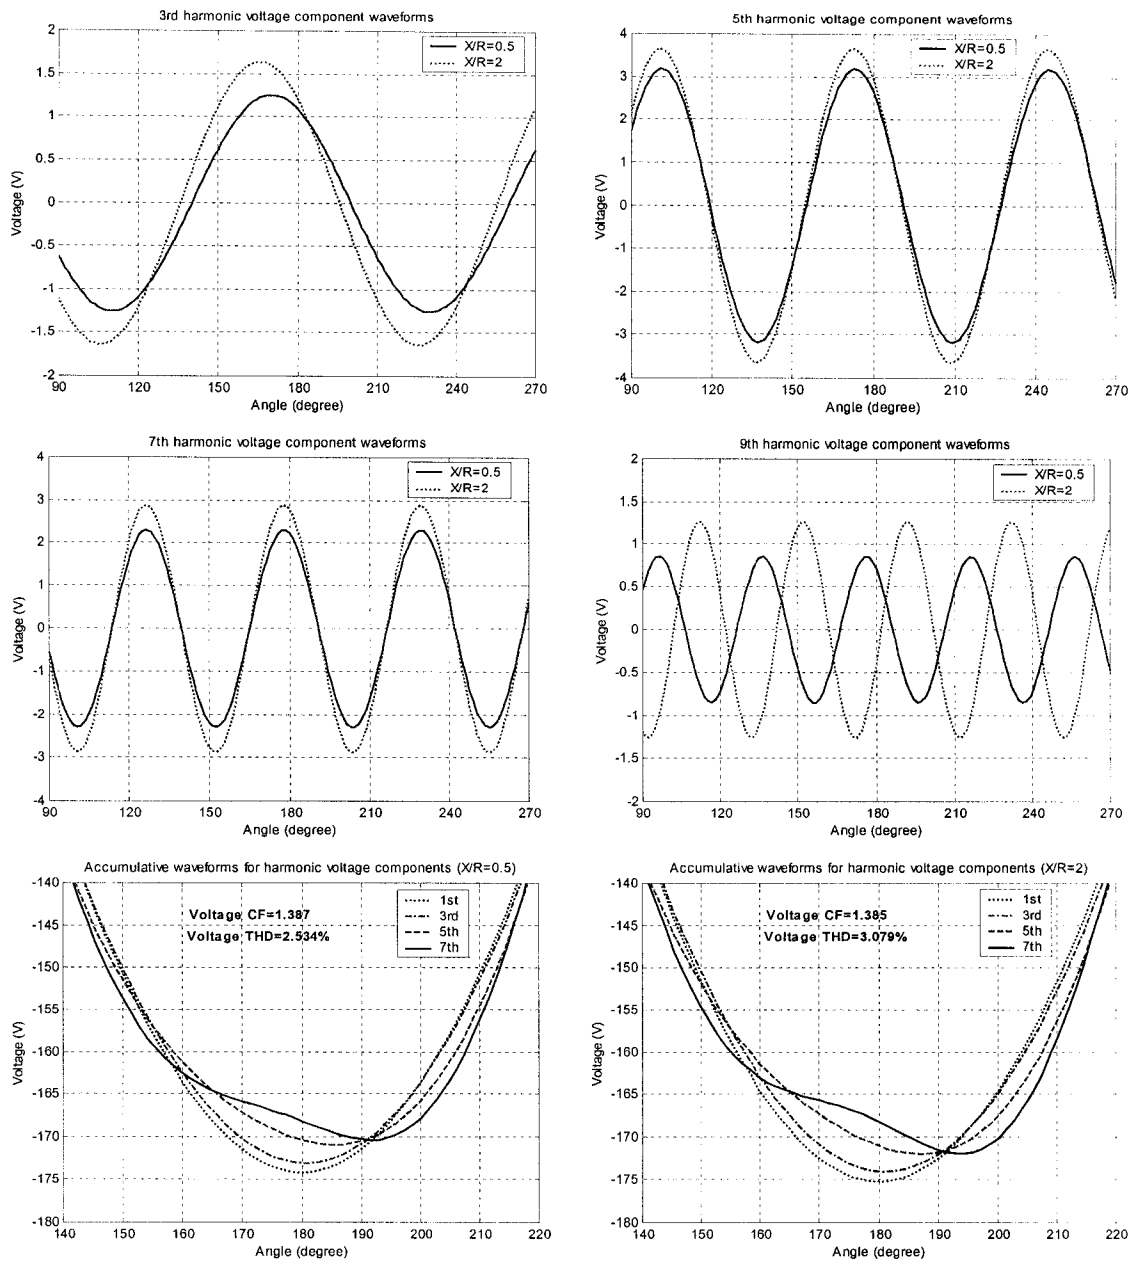 3rd harmonic voltage component waveforms
2
1.5
1
0.5
0
-0.5
-1
-1.5
-2
Voltage (V)
X/R=0.5
X/R=2
90 120 150 180 210 240 270
Angle (degree)
5th harmonic voltage component waveforms
4
3
2
1
0
-1
-2
-3
-4
Voltage (V)
X/R=0.5
X/R=2
90 120 150 180 210 240 270
Angle (degree)
7th harmonic voltage component waveforms
4
3
2
1
0
-1
-2
-3
-4
Voltage (V)
X/R=0.5
X/R=2
90 120 150 180 210 240 270
Angle (degree)
9th harmonic voltage component waveforms
2
1.5
1
0.5
0
-0.5
-1
-1.5
-2
Voltage (V)
X/R=0.5
X/R=2
90 120 150 180 210 240 270
Angle (degree)
Accumulative waveforms for harmonic voltage components (X/R=0.5)
-140
-150
-155
-160
-165
-170
-175
-180
Voltage (V)
Voltage CF=1.387
Voltage THD=2.534%
1st
3rd
5th
7th
140 150 160 170 180 190 200 210 220
Angle (degree)
Accumulative waveforms for harmonic voltage components (X/R=2)
-140
-150
-155
-160
-165
-170
-175
-180
Voltage (V)
Voltage CF=1.385
Voltage THD=3.079%
1st
3rd
5th
7th
140 150 160 170 180 190 200 210 220
Angle (degree)